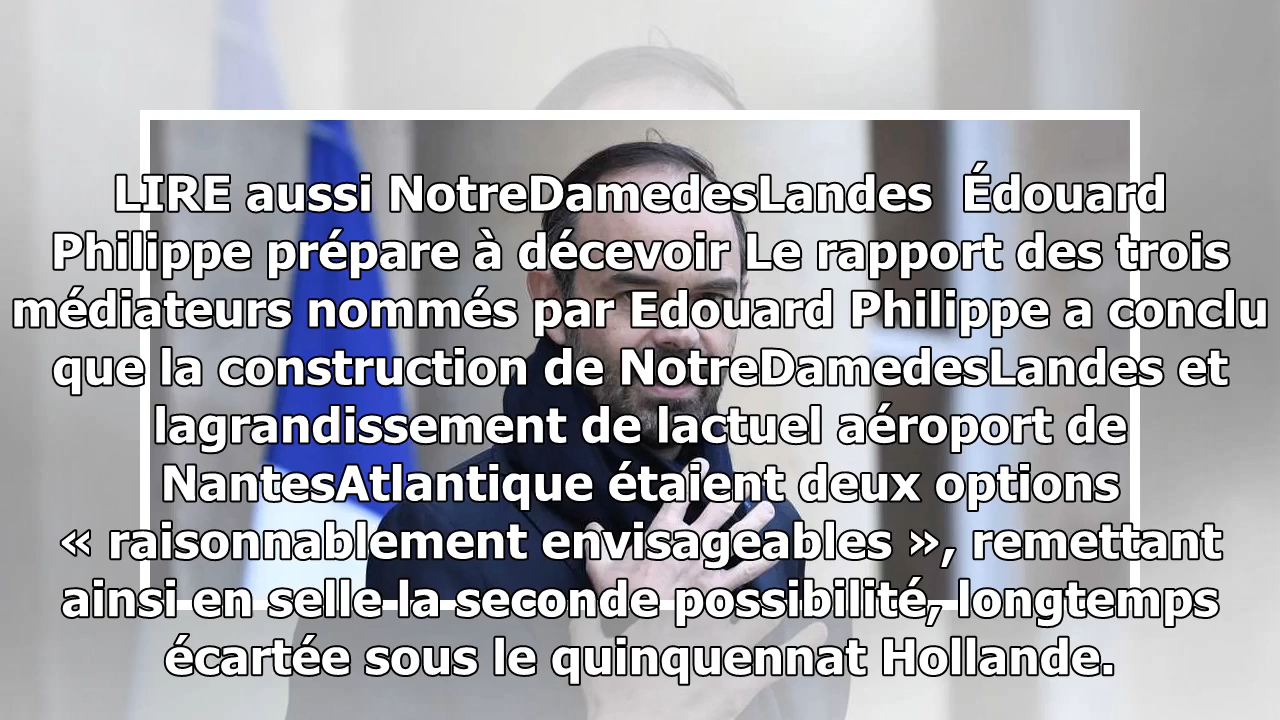 LIRE aussi NotreDamedesLandes  Édouard
Philippe prépare à décevoir Le rapport des trois
médiateurs nommés par Edouard Philippe a conclu
que la construction de NotreDamedesLandes et
lagrandissement de lactuel aéroport de
NantesAtlantique étaient deux options
« raisonnablement envisageables », remettant
ainsi en selle la seconde possibilité, longtemps
écartée sous le quinquennat Hollande.